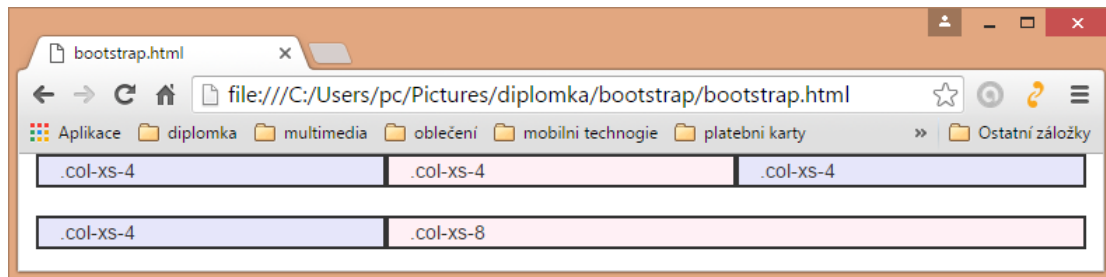 bootstrap.html
file:///C:/Users/pc/Pictures/diplomka/bootstrap/bootstrap.html
Aplikace diplomka multimedia oblečení mobilni technogie platebni karty » Ostatní záložky
.col-xs-4 .col-xs-4 .col-xs-4
.col-xs-4 .col-xs-8